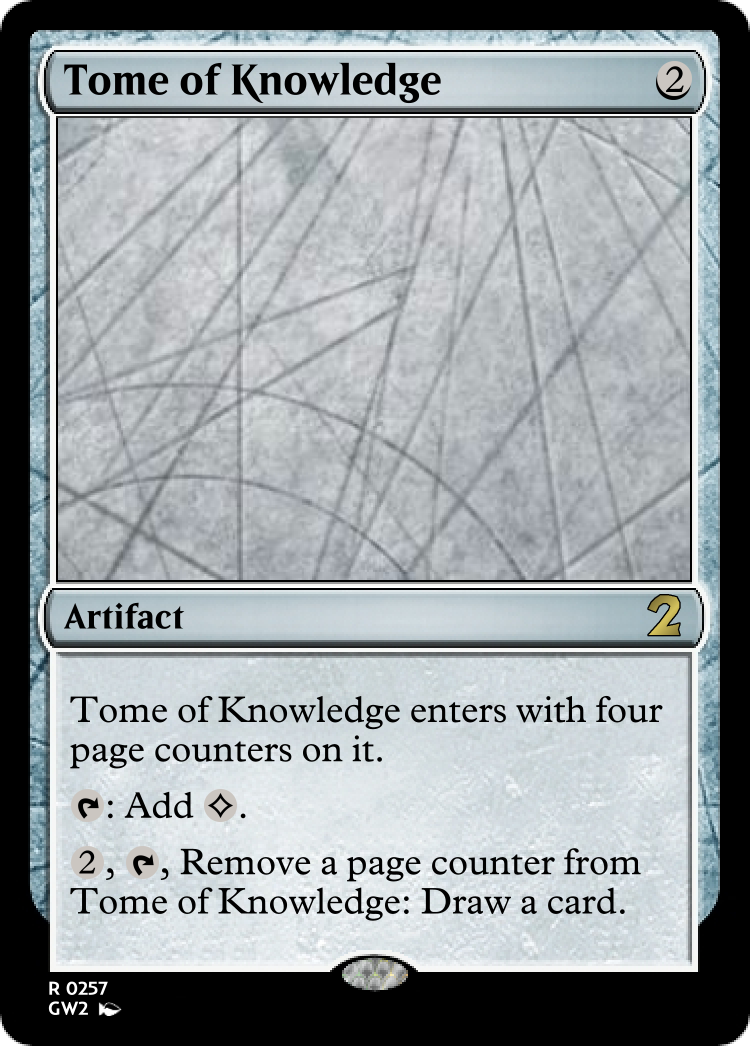 Tome of Knowledge 2
Artifact 2
Tome of Knowledge enters with four
page counters on it.
: Add .
2, , Remove a page counter from
Tome of Knowledge: Draw a card.
R 0257
GW2